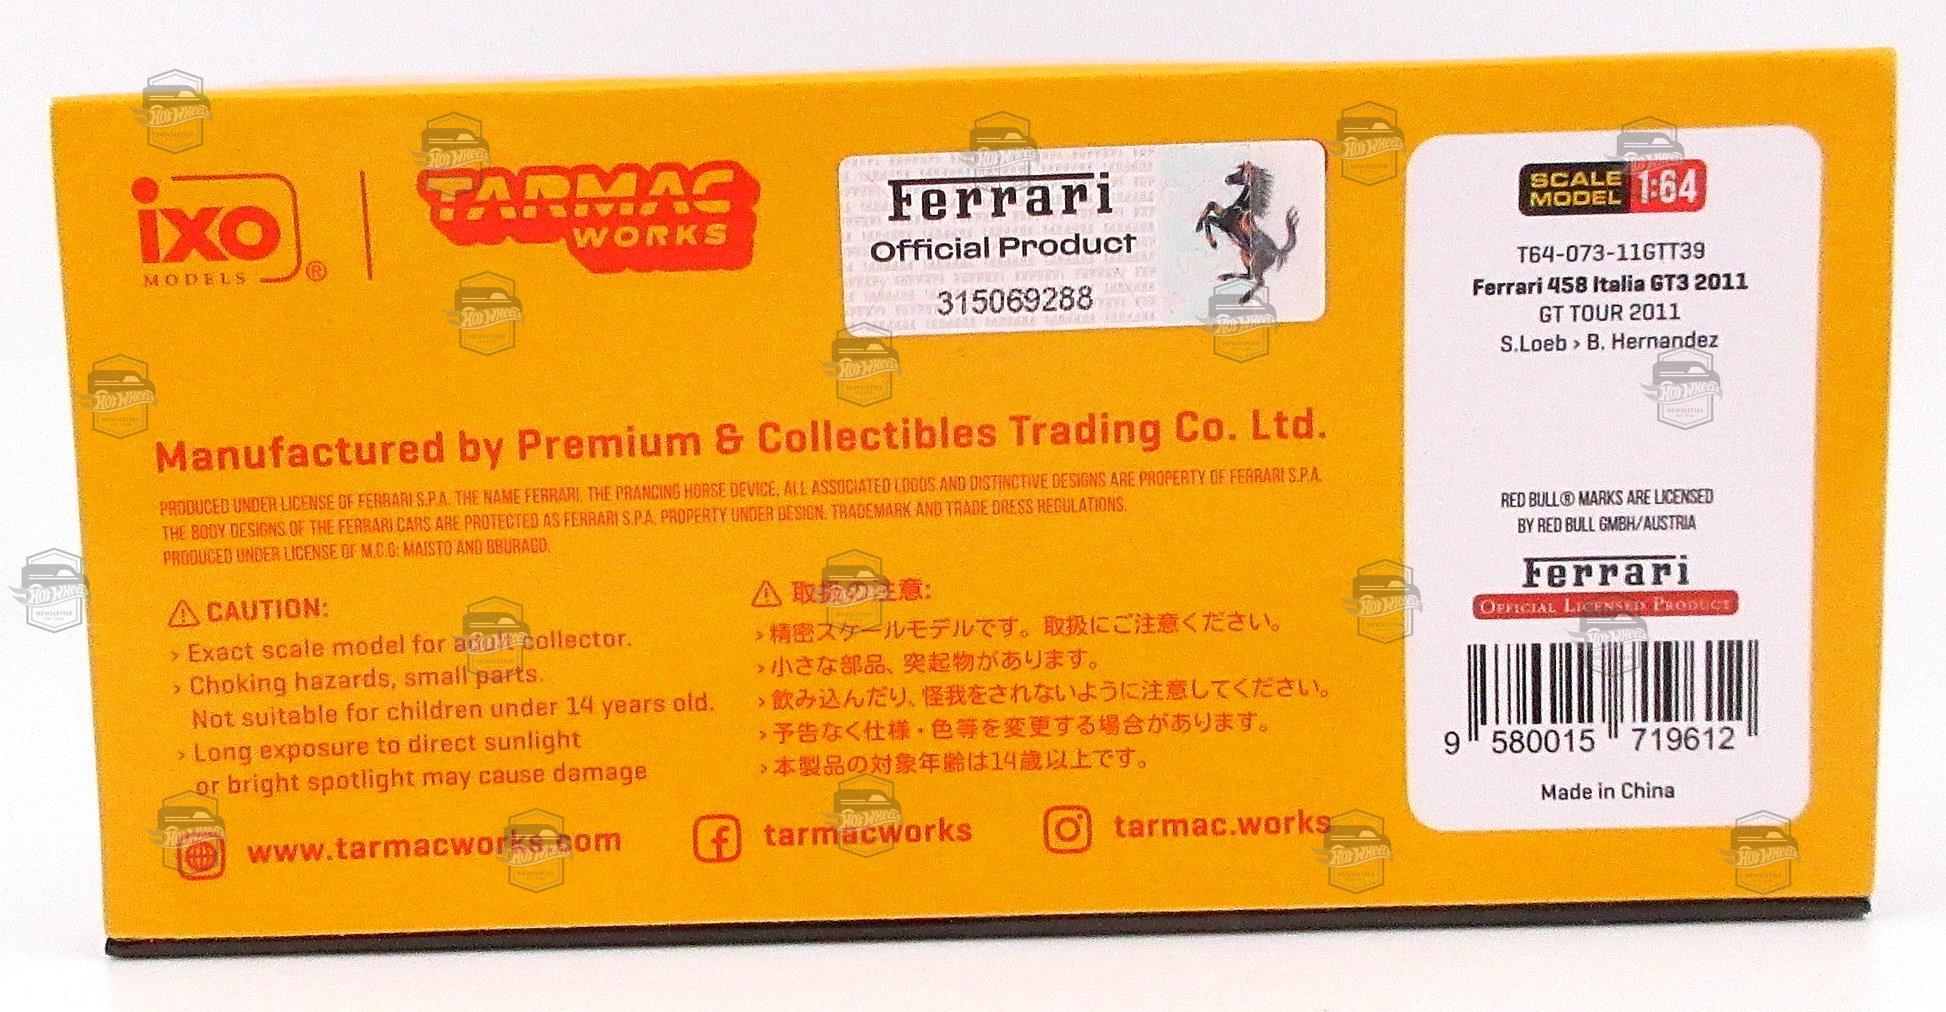 ixo
MODELS
®
TARMAC
WORKS
Ferrari
Official Product
315069288
SCALE
MODEL
1:64
T64-073-11GTT39
Ferrari 458 Italia GT3 2011
GT TOUR 2011
S.Loeb › B. Hernandez
Manufactured by Premium & Collectibles Trading Co. Ltd.
PRODUCED UNDER LICENSE OF FERRARI S.P.A. THE NAME FERRARI, THE PRANCING HORSE DEVICE, ALL ASSOCIATED LOGOS AND DISTINCTIVE DESIGNS ARE PROPERTY OF FERRARI S.P.A.
THE BODY DESIGNS OF THE FERRARI CARS ARE PROTECTED AS FERRARI S.P.A. PROPERTY UNDER DESIGN, TRADEMARK AND TRADE DRESS REGULATIONS.
PRODUCED UNDER LICENSE OF M.C.G: MAISTO AND BBURAGO.
CAUTION:
› Exact scale model for adult collector.
› Choking hazards, small parts.
Not suitable for children under 14 years old.
› Long exposure to direct sunlight
or bright spotlight may cause damage
取扱の注意:
› 精密スケールモデルです。取扱にご注意ください。
› 小さな部品、突起物があります。
› 飲み込んだり、怪我をされないように注意してください。
› 予告なく仕様・色等を変更する場合があります。
› 本製品の対象年齢は14歳以上です。
www.tarmacworks.com
tarmacworks
tarmac.works
RED BULL® MARKS ARE LICENSED
BY RED BULL GMBH/AUSTRIA
Ferrari
OFFICIAL LICENSED PRODUCT
9 580015 719612
Made in China
Hot Wheels
NEWSLETTER